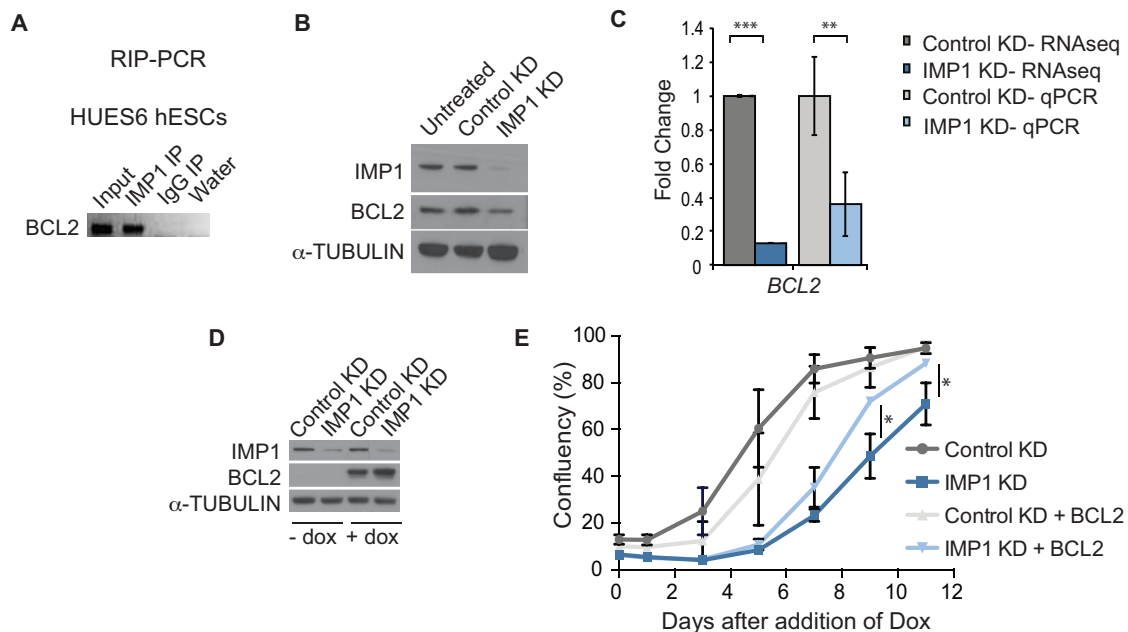 A
RIP-PCR
HUES6 hESCs
Input
IMP1 IP
IgG IP
Water
BCL2
B
Untreated
Control KD
IMP1 KD
IMP1
BCL2
α-TUBULIN
C
1.4
1.2
1
0.8
0.6
0.4
0.2
0
Fold Change
***
**
BCL2
Control KD- RNAseq
IMP1 KD- RNAseq
Control KD- qPCR
IMP1 KD- qPCR
D
Control KD
IMP1 KD
Control KD
IMP1 KD
IMP1
BCL2
α-TUBULIN
- dox
+ dox
E
100
80
60
40
20
0
Confluency (%)
0 2 4 6 8 10 12
Days after addition of Dox
*
*
Control KD
IMP1 KD
Control KD + BCL2
IMP1 KD + BCL2